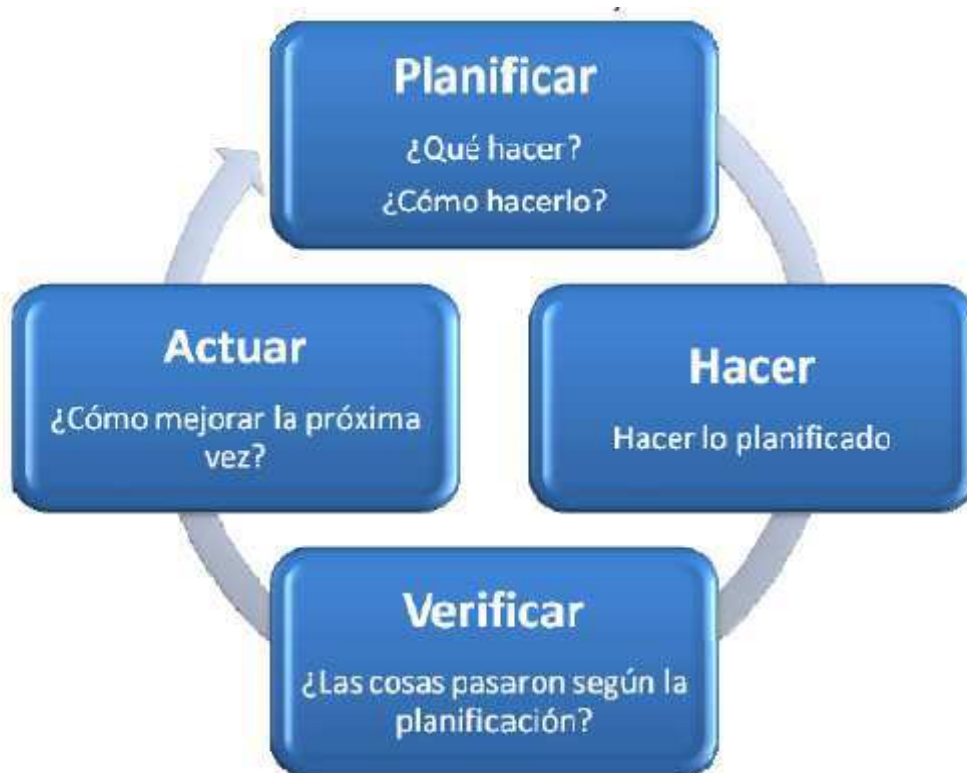 Planificar
¿Qué hacer?
¿Cómo hacerlo?
Hacer
Hacer lo planificado
Verificar
¿Las cosas pasaron según la
planificación?
Actuar
¿Cómo mejorar la próxima
vez?